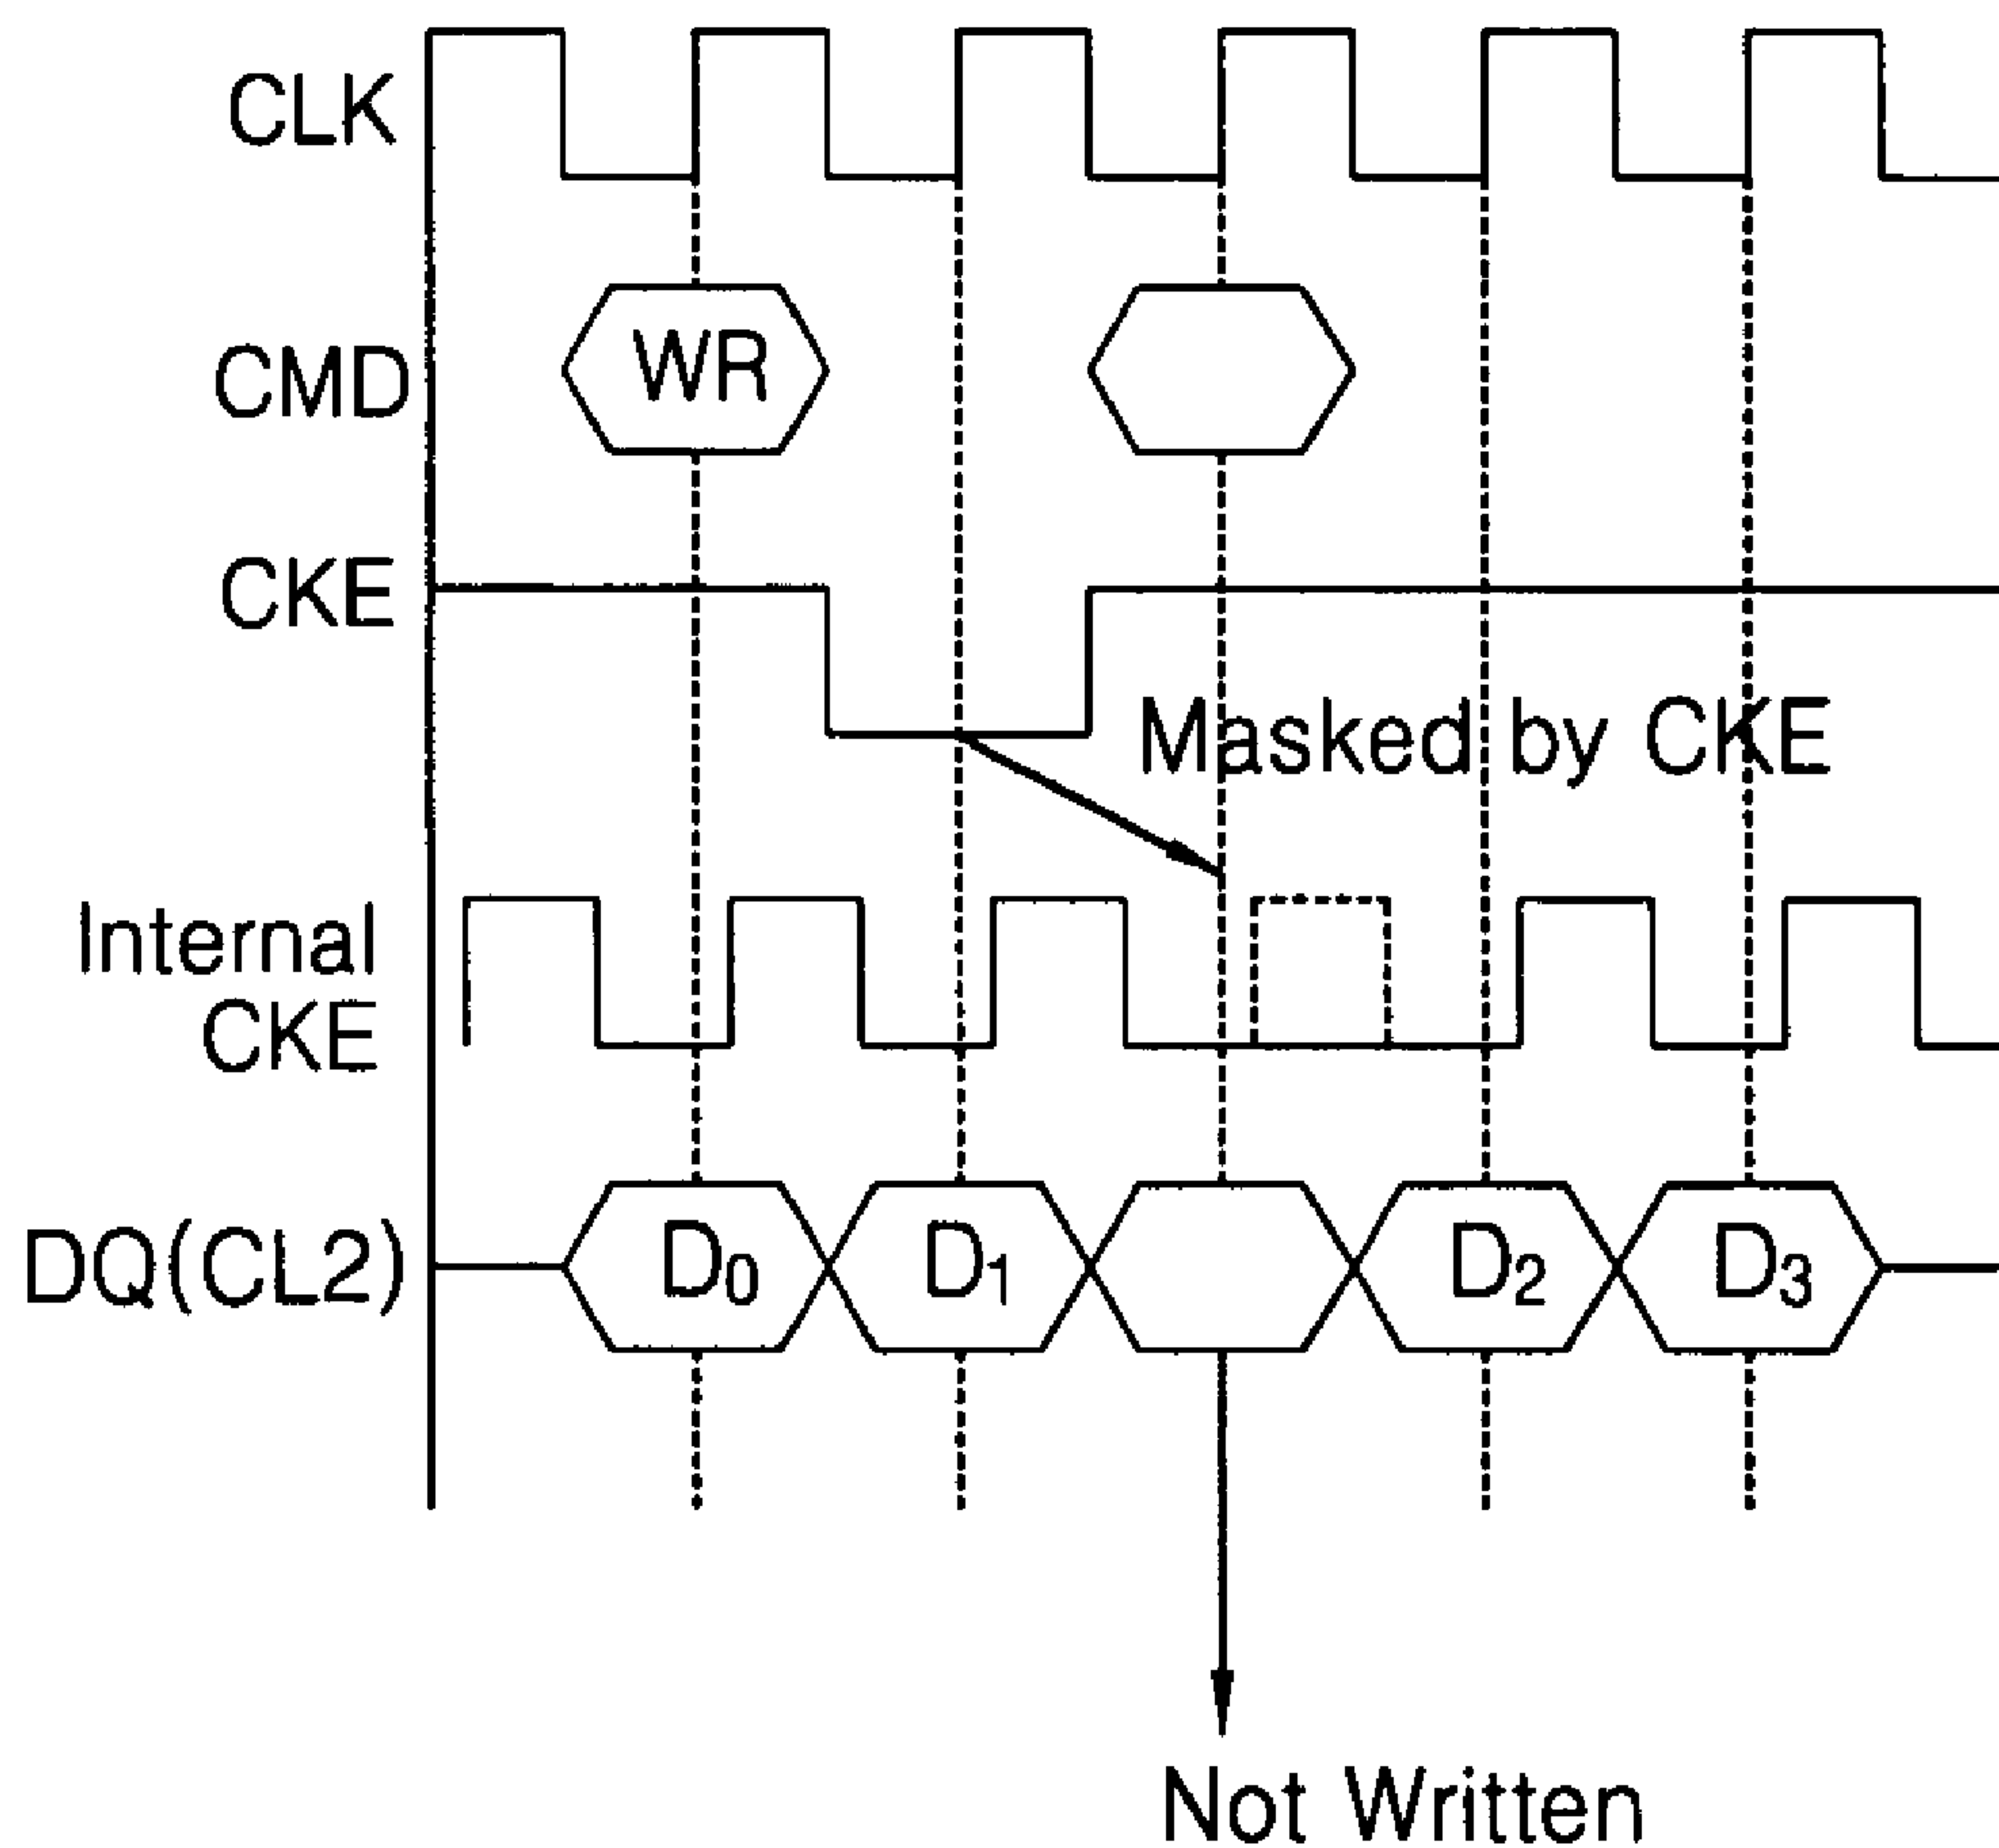 CLK
CMD
WR
CKE
Masked by CKE
Internal
CKE
DQ(CL2)
D0
D1
D2
D3
Not Written